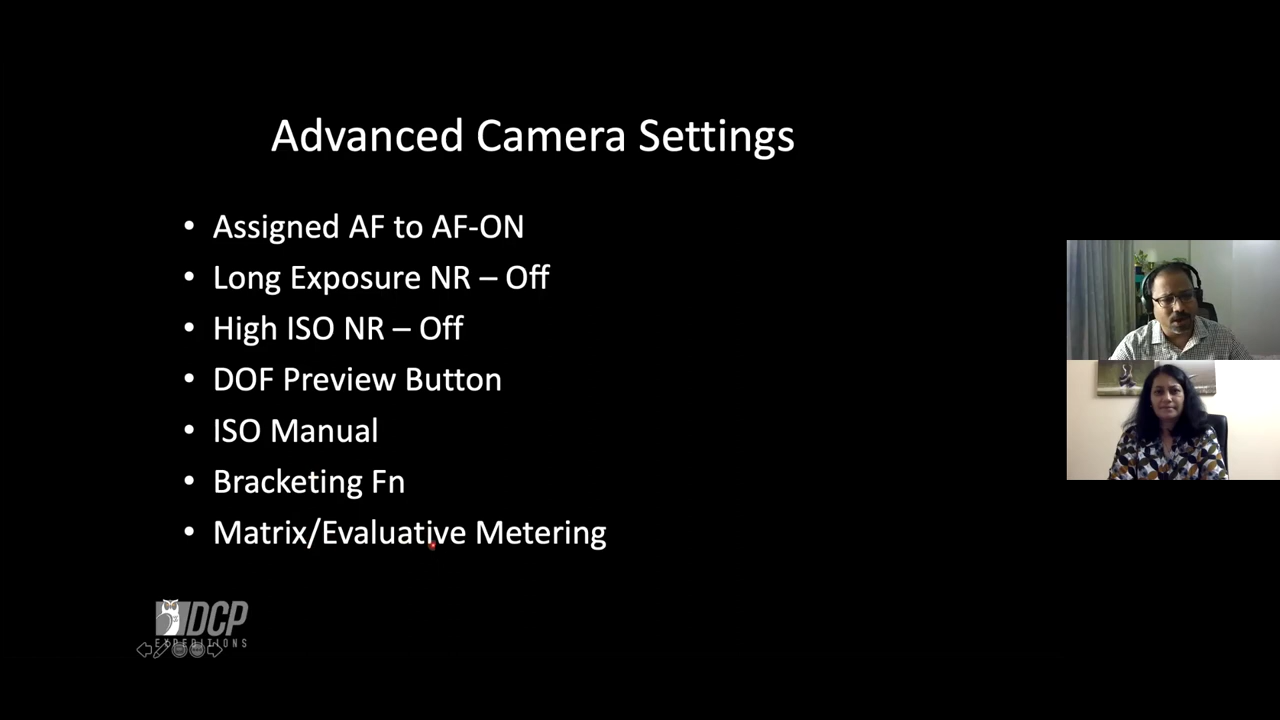 Advanced Camera Settings
• Assigned AF to AF-ON
• Long Exposure NR – Off
• High ISO NR – Off
• DOF Preview Button
• ISO Manual
• Bracketing Fn
• Matrix/Evaluative Metering
DCP
EXPEDITIONS